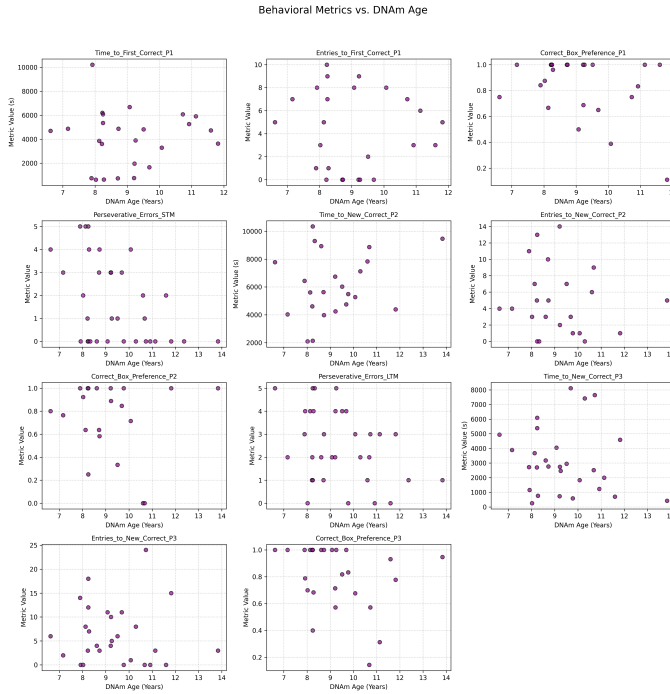 Behavioral Metrics vs. DNAm Age
Time_to_First_Correct_P1
Entries_to_First_Correct_P1
Correct_Box_Preference_P1
10000
8000
6000
4000
2000
Metric Value (s)
7 8 9 10 11 12
DNAm Age (Years)
10
8
6
4
2
0
Metric Value
7 8 9 10 11 12
DNAm Age (Years)
1.0
0.8
0.6
0.4
0.2
Metric Value
7 8 9 10 11
DNAm Age (Years)
Perseverative_Errors_STM
Time_to_New_Correct_P2
Entries_to_New_Correct_P2
5
4
3
2
1
0
Metric Value
7 8 9 10 11 12 13 14
DNAm Age (Years)
10000
8000
6000
4000
2000
Metric Value (s)
7 8 9 10 11 12 13 14
DNAm Age (Years)
14
12
10
8
6
4
2
0
Metric Value
7 8 9 10 11 12 13
DNAm Age (Years)
Correct_Box_Preference_P2
Perseverative_Errors_LTM
Time_to_New_Correct_P3
1.0
0.8
0.6
0.4
0.2
0.0
Metric Value
7 8 9 10 11 12 13 14
DNAm Age (Years)
5
4
3
2
1
0
Metric Value
7 8 9 10 11 12 13 14
DNAm Age (Years)
8000
7000
6000
5000
4000
3000
2000
1000
0
Metric Value (s)
7 8 9 10 11 12 13
DNAm Age (Years)
Entries_to_New_Correct_P3
Correct_Box_Preference_P3
25
20
15
10
5
0
Metric Value
7 8 9 10 11 12 13 14
DNAm Age (Years)
1.0
0.8
0.6
0.4
0.2
Metric Value
7 8 9 10 11 12 13 14
DNAm Age (Years)